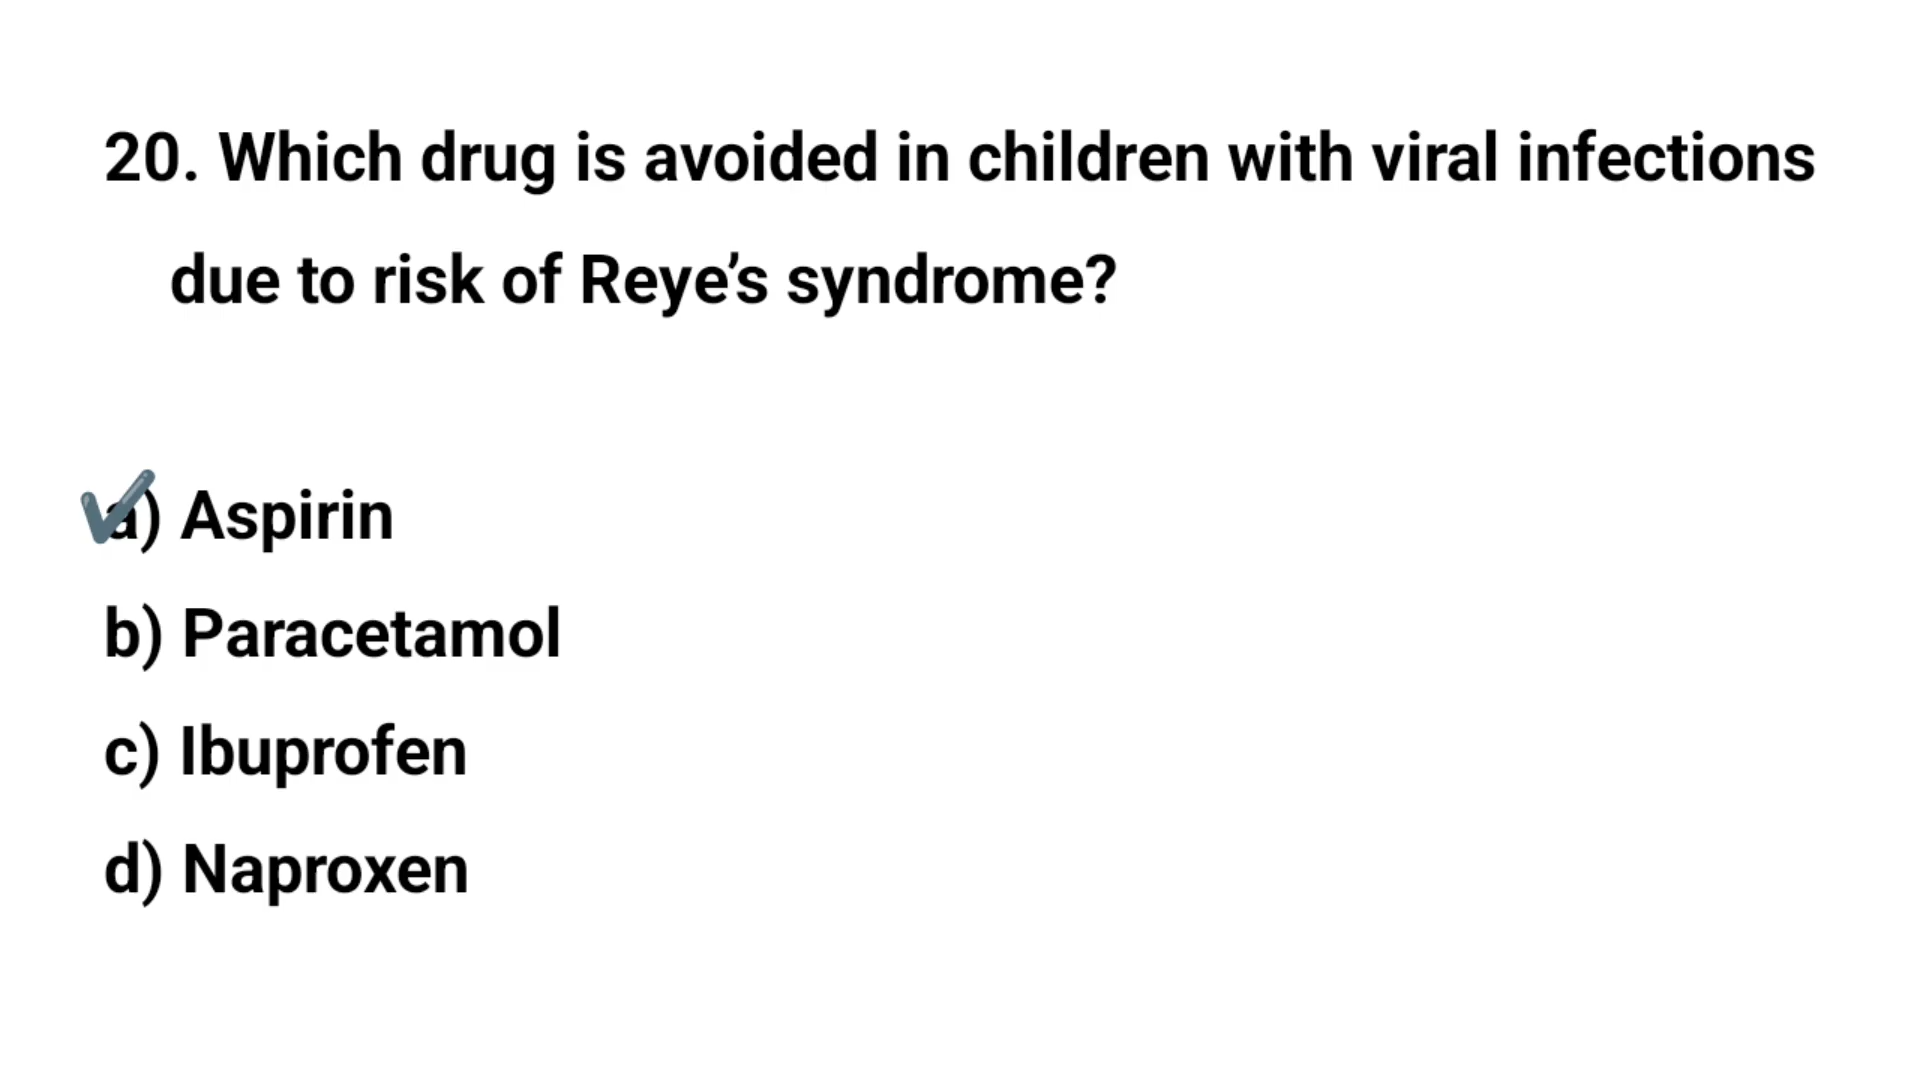 20. Which drug is avoided in children with viral infections
due to risk of Reye’s syndrome?
a) Aspirin
b) Paracetamol
c) Ibuprofen
d) Naproxen